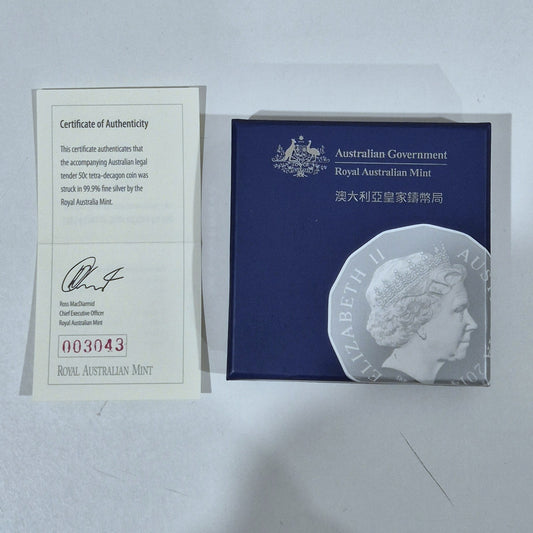 Certificate of Authenticity
This certificate authenticates that
the accompanying Australian legal
tender 50c tetra-decagon coin was
struck in 99.9% fine silver by the
Royal Australia Mint.
Ross MacDiarmid
Chief Executive Officer
Royal Australian Mint
003043
ROYAL AUSTRALIAN MINT
Australian Government
Royal Australian Mint
澳大利亞皇家鑄幣局
ELIZABETH II
AUST